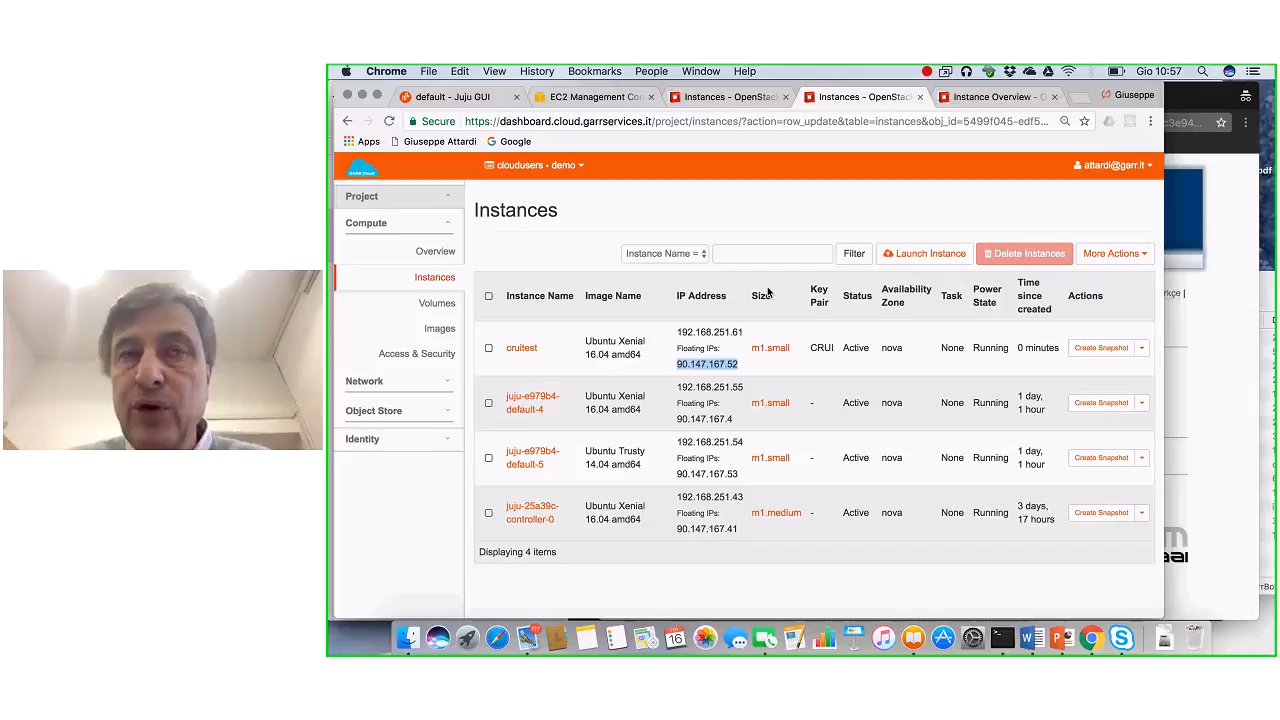 Chrome File Edit View History Bookmarks People Window Help Gio 10:57
default - Juju GUI
EC2 Management Con
Instances - OpenStack
Instances - OpenStack
Instance Overview - O
Giuseppe
Secure https://dashboard.cloud.garrservices.it/project/instances/?action=row_update&table=instances&obj_id=5499f045-edf5...
c3e94...
Apps Giuseppe Attardi Google
GARR Cloud
cloudusers - demo
attardi@garr.it
Project
Compute
Overview
Instances
Volumes
Images
Access & Security
Network
Object Store
Identity
Instances
Instance Name = Filter Launch Instance Delete Instances More Actions
Instance Name Image Name IP Address Size Key Pair Status Availability Zone Task Power State Time since created Actions
cruitest Ubuntu Xenial 16.04 amd64 192.168.251.61 Floating IPs: 90.147.167.52 m1.small CRUI Active nova None Running 0 minutes Create Snapshot
juju-e979b4-default-4 Ubuntu Xenial 16.04 amd64 192.168.251.55 Floating IPs: 90.147.167.4 m1.small - Active nova None Running 1 day, 1 hour Create Snapshot
juju-e979b4-default-5 Ubuntu Trusty 14.04 amd64 192.168.251.54 Floating IPs: 90.147.167.53 m1.small - Active nova None Running 1 day, 1 hour Create Snapshot
juju-25a39c-controller-0 Ubuntu Xenial 16.04 amd64 192.168.251.43 Floating IPs: 90.147.167.41 m1.medium - Active nova None Running 3 days, 17 hours Create Snapshot
Displaying 4 items
pdf
rkçe |
16